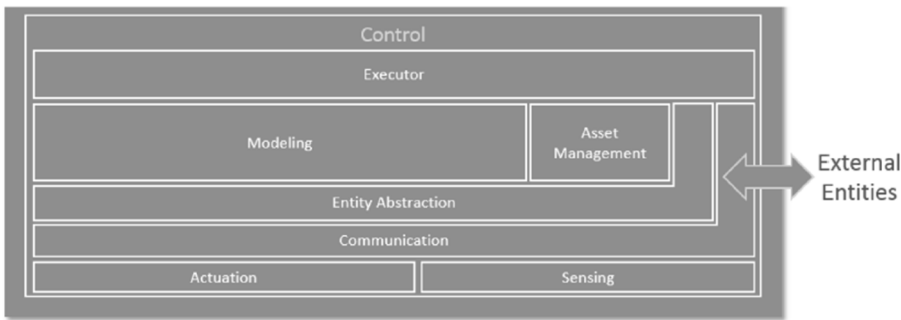 Control
Executor
Modeling
Asset
Management
External
Entities
Entity Abstraction
Communication
Actuation
Sensing